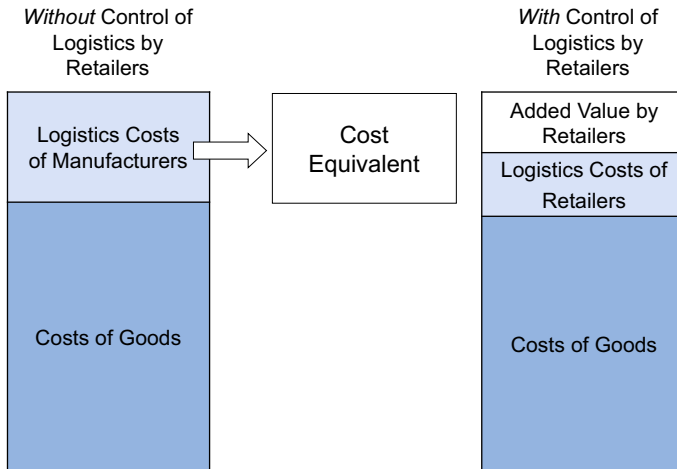 Without Control of
Logistics by
Retailers
With Control of
Logistics by
Retailers
Logistics Costs
of Manufacturers
Cost
Equivalent
Added Value by
Retailers
Logistics Costs of
Retailers
Costs of Goods
Costs of Goods